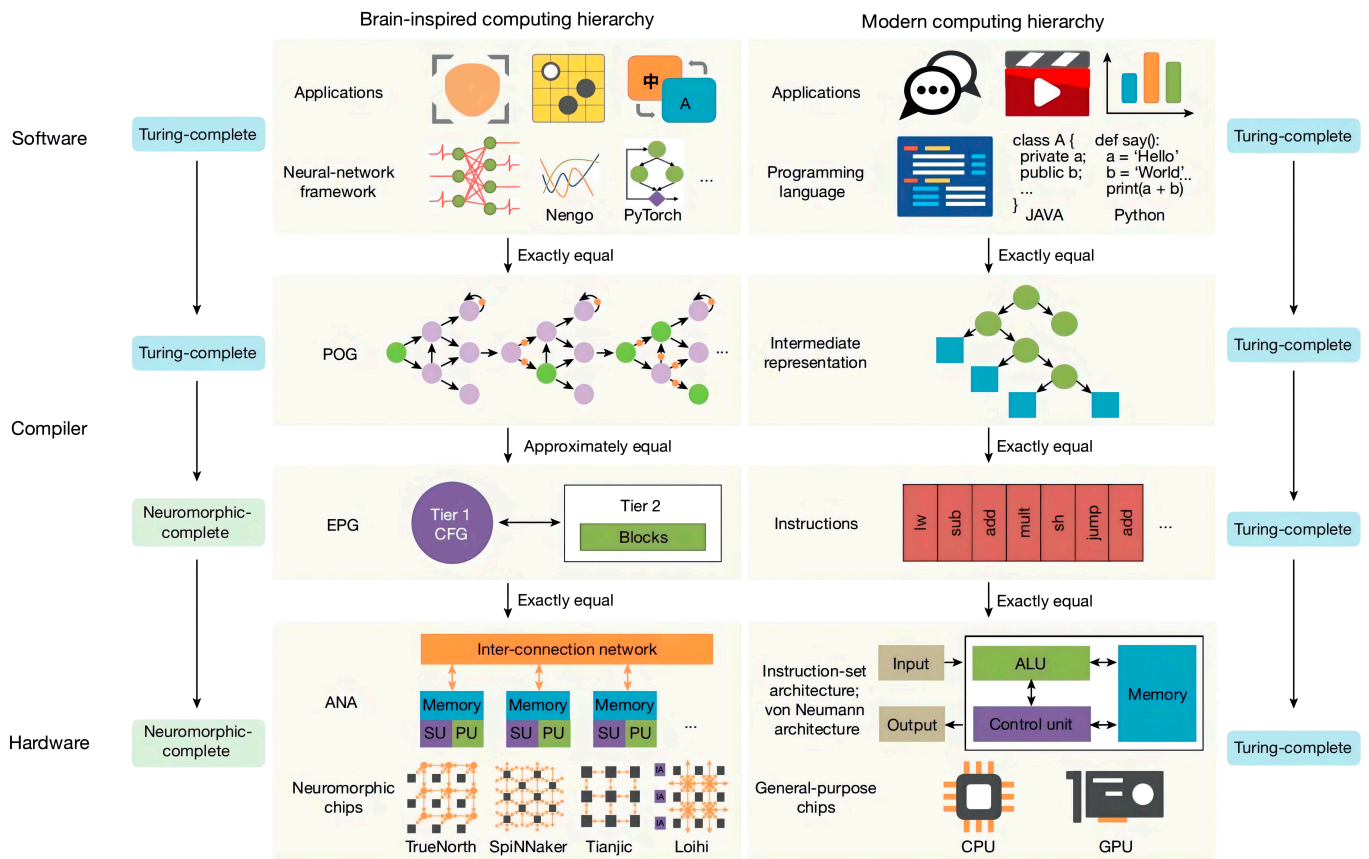 Brain-inspired computing hierarchy
Modern computing hierarchy
Software
Turing-complete
Applications
中
A
Neural-network
framework
Nengo
PyTorch
...
Applications
Programming
language
class A {
private a;
public b;
...
}
JAVA
def say():
a = ‘Hello’
b = ‘World’...
print(a + b)
Python
Turing-complete
Exactly equal
Exactly equal
Turing-complete
POG
...
Intermediate
representation
Turing-complete
Compiler
Approximately equal
Exactly equal
Neuromorphic-
complete
EPG
Tier 1
CFG
Tier 2
Blocks
Instructions
lw
sub
add
mult
sh
jump
add
...
Turing-complete
Exactly equal
Exactly equal
Hardware
Neuromorphic-
complete
ANA
Inter-connection network
Memory
SU
PU
Memory
SU
PU
Memory
SU
PU
...
Neuromorphic
chips
TrueNorth
SpiNNaker
Tianjic
IA
IA
IA
Loihi
Instruction-set
architecture;
von Neumann
architecture
Input
Output
ALU
Control unit
Memory
General-purpose
chips
CPU
GPU
Turing-complete